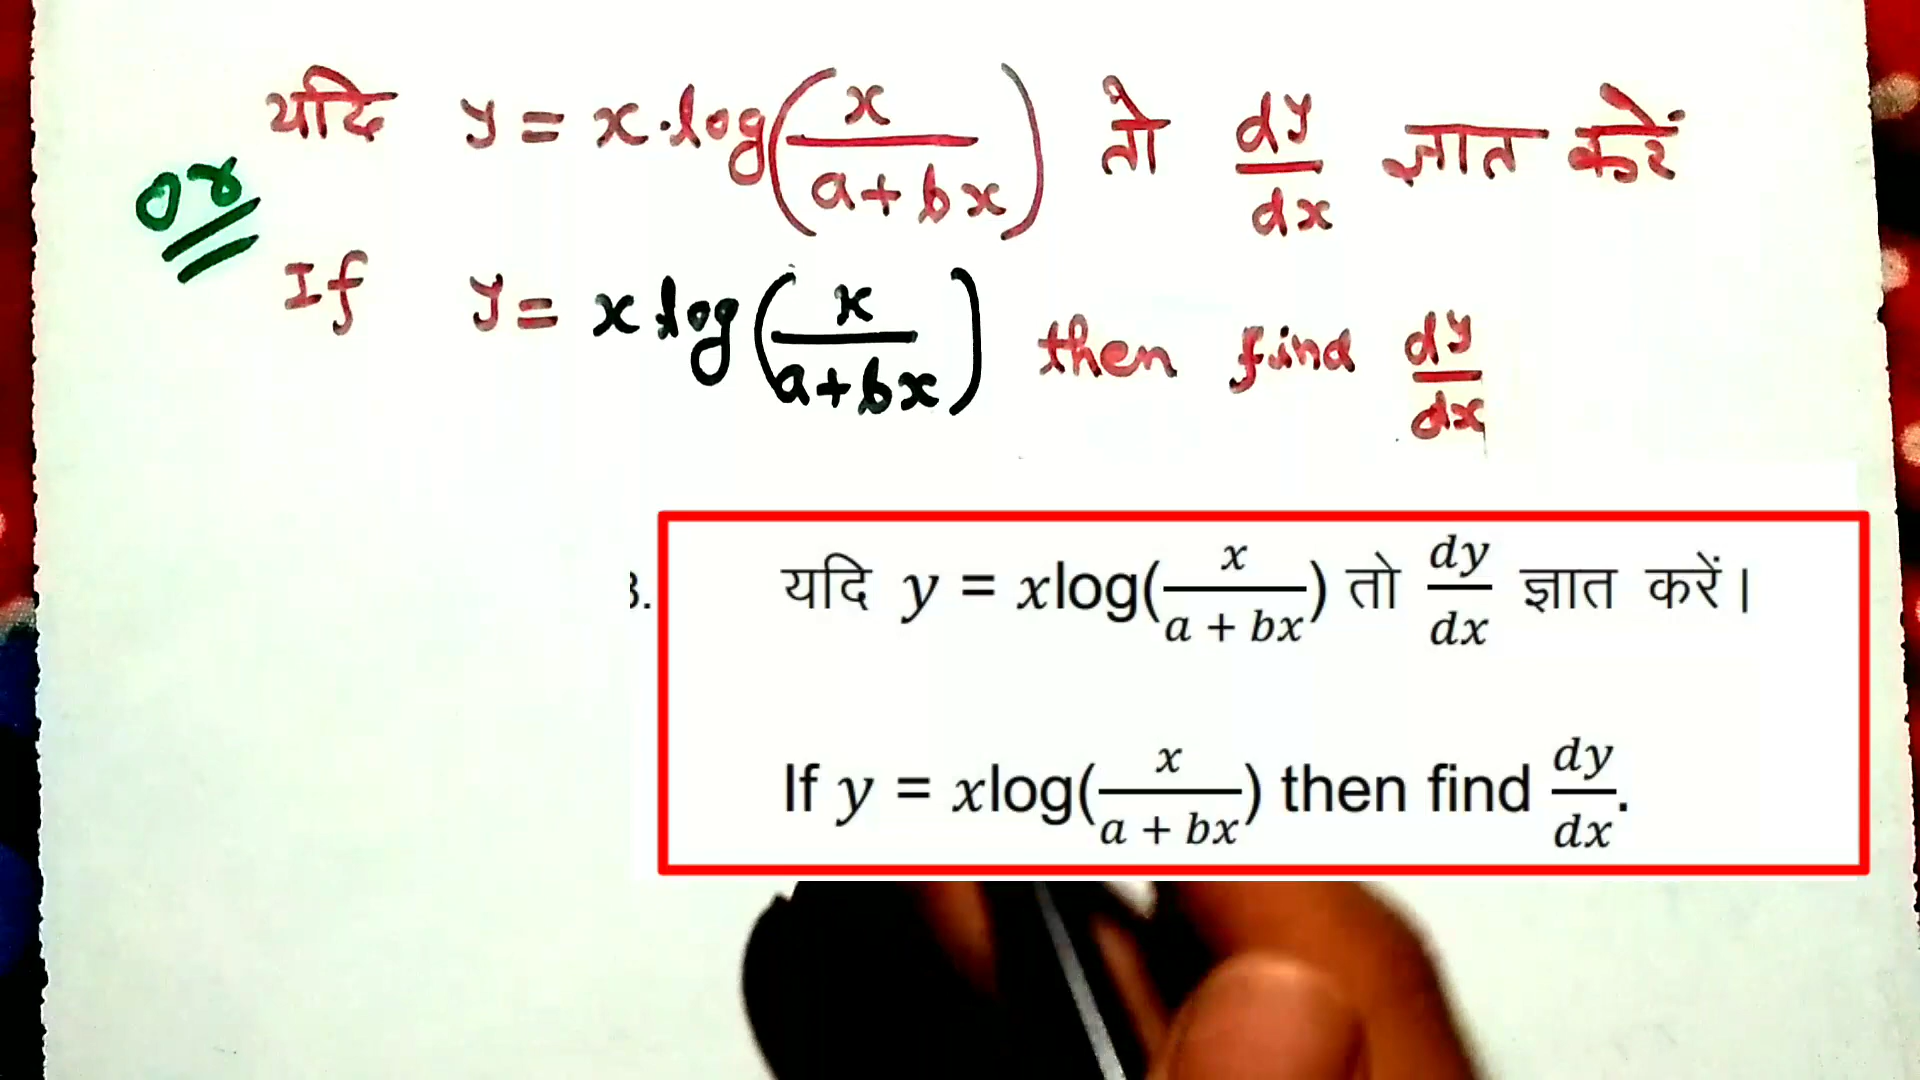 यदि y = x·log(x/(a+bx)) तो dy/dx ज्ञात करें
Or
If y = x log(x/(a+bx)) then find dy/dx
3. यदि y = xlog(x/(a + bx)) तो dy/dx ज्ञात करें।
If y = xlog(x/(a + bx)) then find dy/dx.